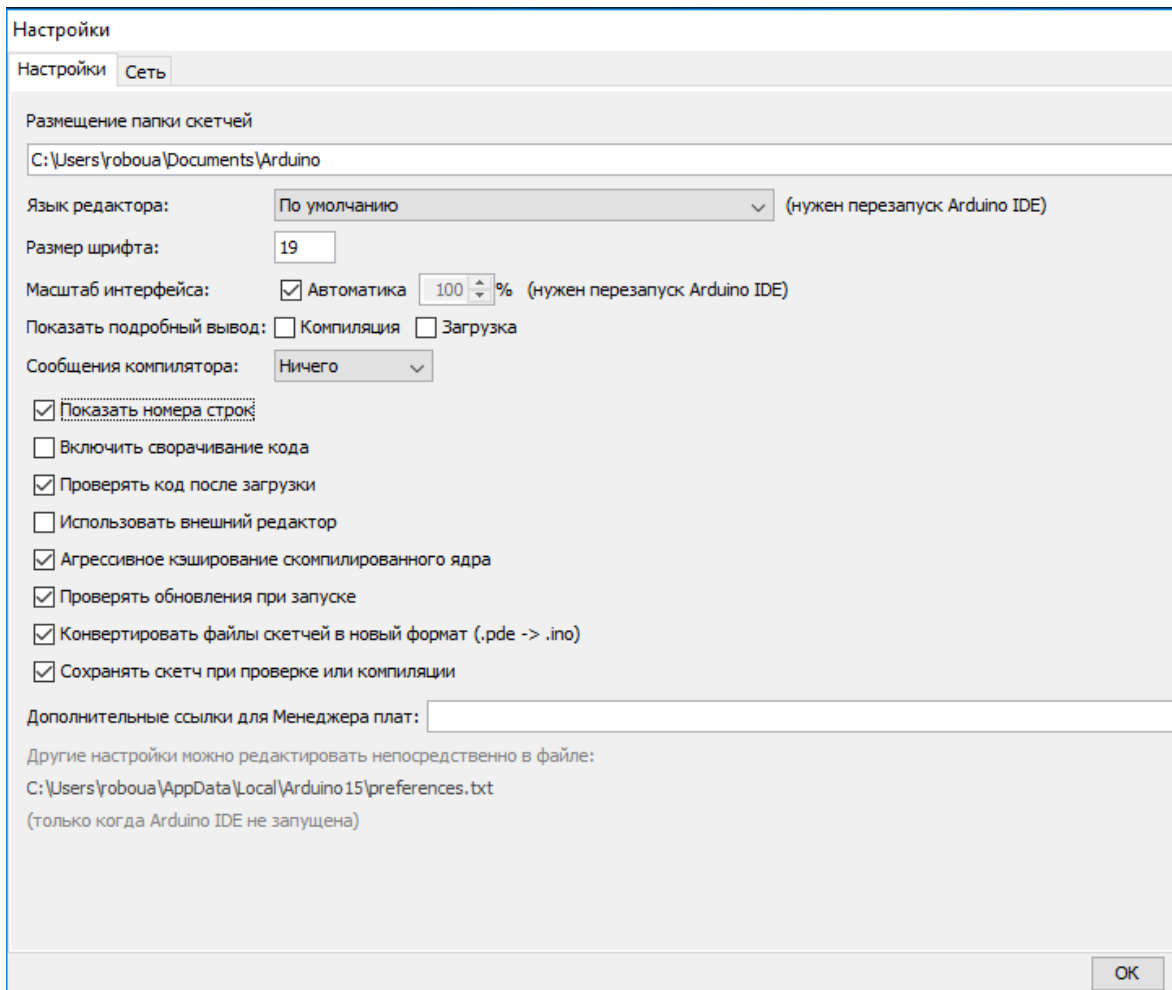 Настройки
Настройки Сеть
Размещение папки скетчей
C:\Users\roboua\Documents\Arduino
Язык редактора: По умолчанию (нужен перезапуск Arduino IDE)
Размер шрифта: 19
Масштаб интерфейса: Автоматика 100 % (нужен перезапуск Arduino IDE)
Показать подробный вывод: Компиляция Загрузка
Сообщения компилятора: Ничего
Показать номера строк
Включить сворачивание кода
Проверять код после загрузки
Использовать внешний редактор
Агрессивное кэширование скомпилированного ядра
Проверять обновления при запуске
Конвертировать файлы скетчей в новый формат (.pde -> .ino)
Сохранять скетч при проверке или компиляции
Дополнительные ссылки для Менеджера плат:
Другие настройки можно редактировать непосредственно в файле:
C:\Users\roboua\AppData\Local\Arduino15\preferences.txt
(только когда Arduino IDE не запущена)
OK